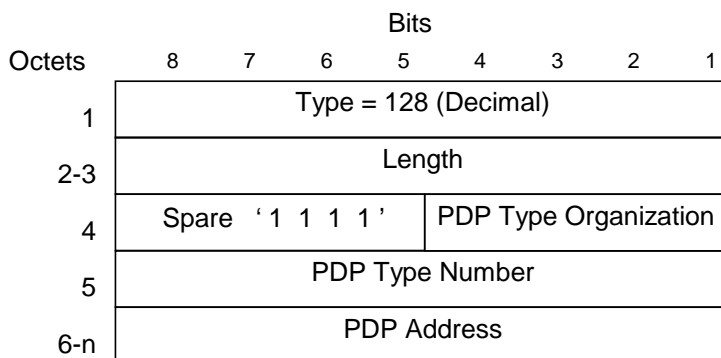 Bits
Octets 8 7 6 5 4 3 2 1
1 Type = 128 (Decimal)
2-3 Length
4 Spare ‘ 1 1 1 1 ’ PDP Type Organization
5 PDP Type Number
6-n PDP Address